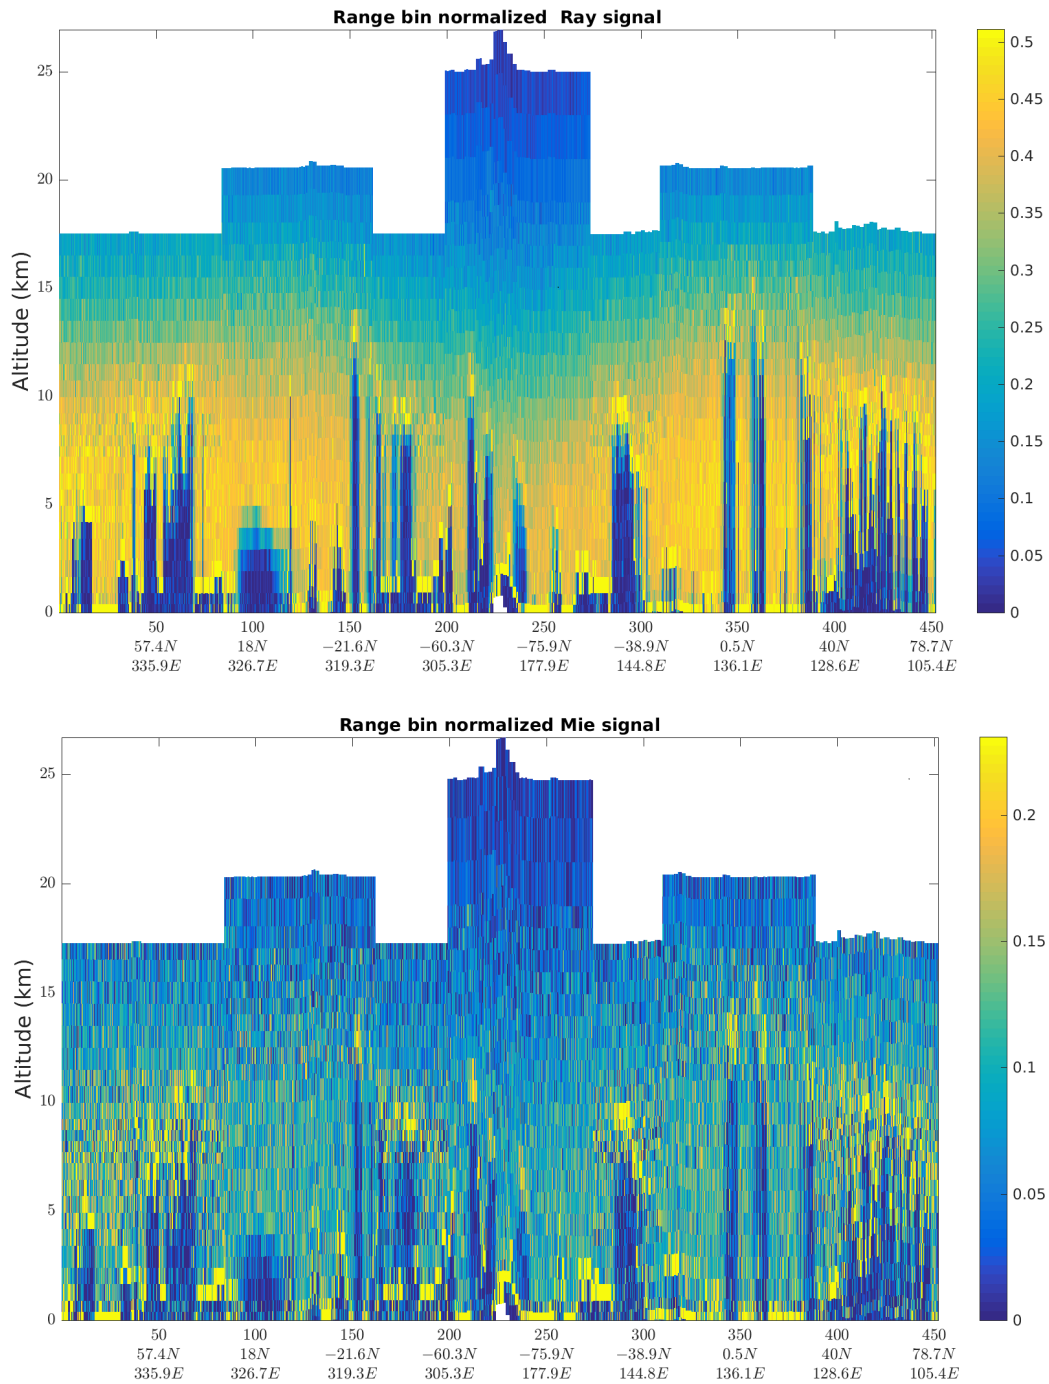 Range bin normalized  Ray signal
Altitude (km)
25
20
15
10
5
0
50 100 150 200 250 300 350 400 450
57.4N 18N −21.6N −60.3N −75.9N −38.9N 0.5N 40N 78.7N
335.9E 326.7E 319.3E 305.3E 177.9E 144.8E 136.1E 128.6E 105.4E
0.5
0.45
0.4
0.35
0.3
0.25
0.2
0.15
0.1
0.05
0
Range bin normalized Mie signal
Altitude (km)
25
20
15
10
5
0
50 100 150 200 250 300 350 400 450
57.4N 18N −21.6N −60.3N −75.9N −38.9N 0.5N 40N 78.7N
335.9E 326.7E 319.3E 305.3E 177.9E 144.8E 136.1E 128.6E 105.4E
0.2
0.15
0.1
0.05
0